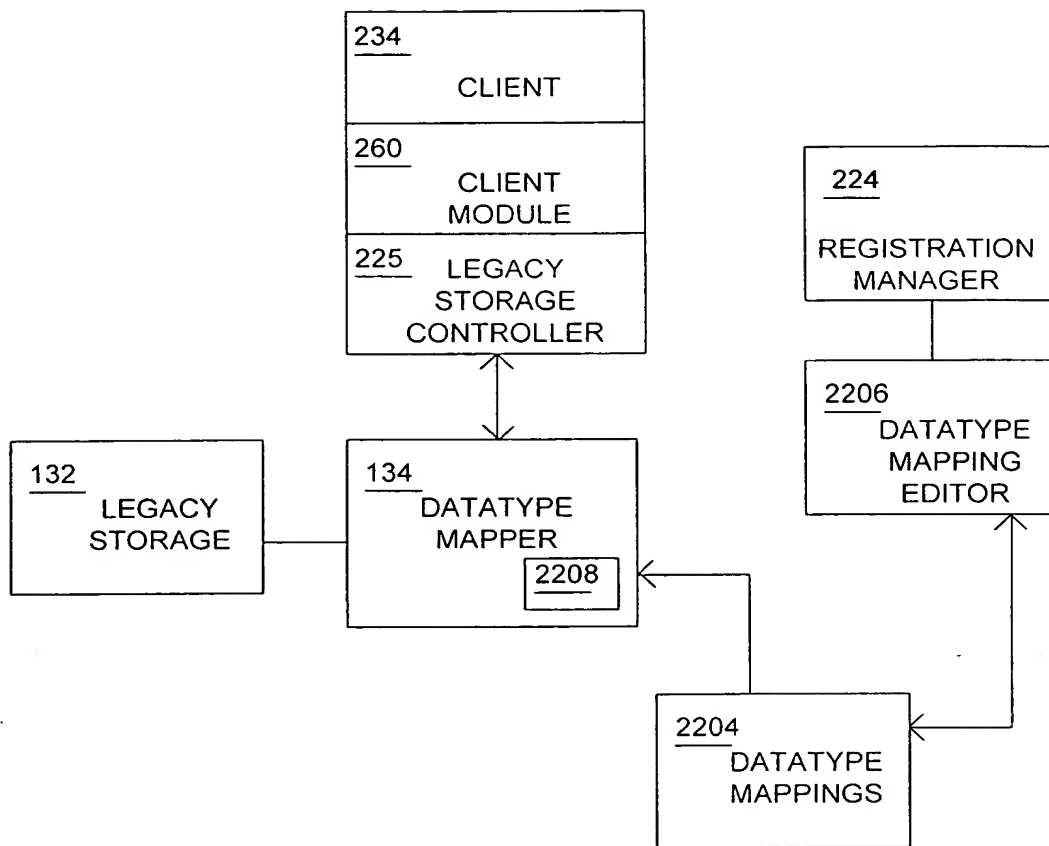 234
CLIENT
260
CLIENT
MODULE
225
LEGACY
STORAGE
CONTROLLER
224
REGISTRATION
MANAGER
2206
DATATYPE
MAPPING
EDITOR
132
LEGACY
STORAGE
134
DATATYPE
MAPPER
2208
2204
DATATYPE
MAPPINGS